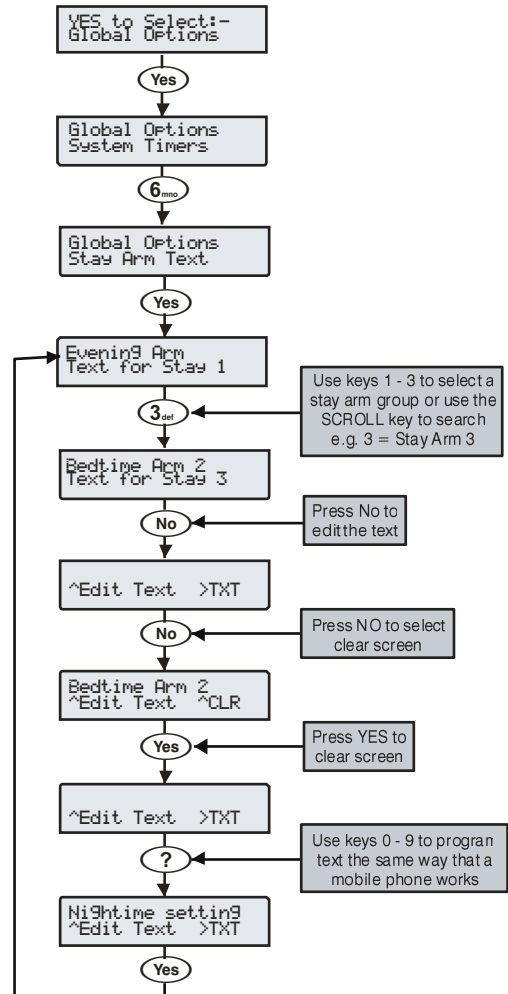 YES to Select:-
Global Options
Yes
Global Options
System Timers
6mno
Global Options
Stay Arm Text
Yes
Evening Arm
Text for Stay 1
3def
Use keys 1 - 3 to select a
stay arm group or use the
SCROLL key to search
e.g. 3 = Stay Arm 3
Bedtime Arm 2
Text for Stay 3
No
Press No to
edit the text
^Edit Text >TXT
No
Press NO to select
clear screen
Bedtime Arm 2
^Edit Text ^CLR
Yes
Press YES to
clear screen
^Edit Text >TXT
?
Use keys 0 - 9 to program
text the same way that a
mobile phone works
Nightime setting
^Edit Text >TXT
Yes